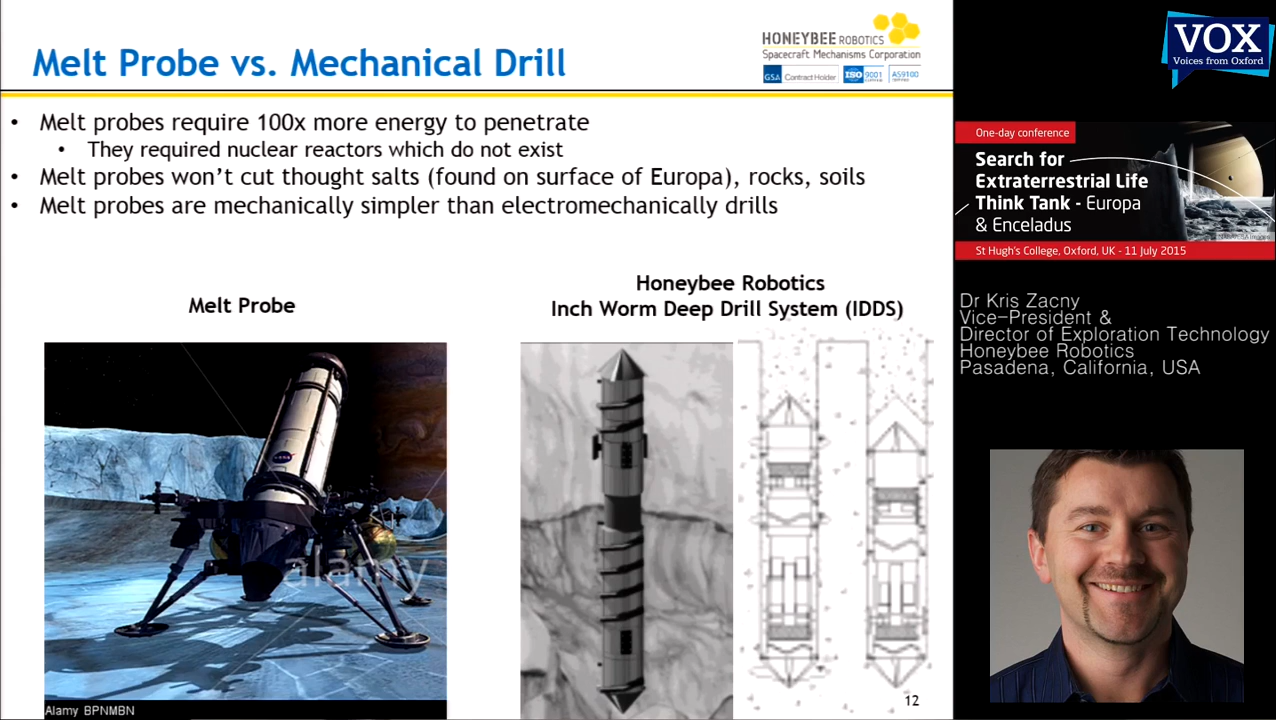 Melt Probe vs. Mechanical Drill
HONEYBEE ROBOTICS
Spacecraft Mechanisms Corporation
GSA Contract Holder ISO 9001 AS9100
• Melt probes require 100x more energy to penetrate
• They required nuclear reactors which do not exist
• Melt probes won't cut thought salts (found on surface of Europa), rocks, soils
• Melt probes are mechanically simpler than electromechanically drills
Melt Probe
Honeybee Robotics
Inch Worm Deep Drill System (IDDS)
alamy
Alamy BPNMBN
12
VOX
Voices from Oxford
One-day conference
Search for
Extraterrestrial Life
Think Tank - Europa
& Enceladus
St Hugh's College, Oxford, UK - 11 July 2015
Dr Kris Zacny
Vice-President &
Director of Exploration Technology
Honeybee Robotics
Pasadena, California, USA